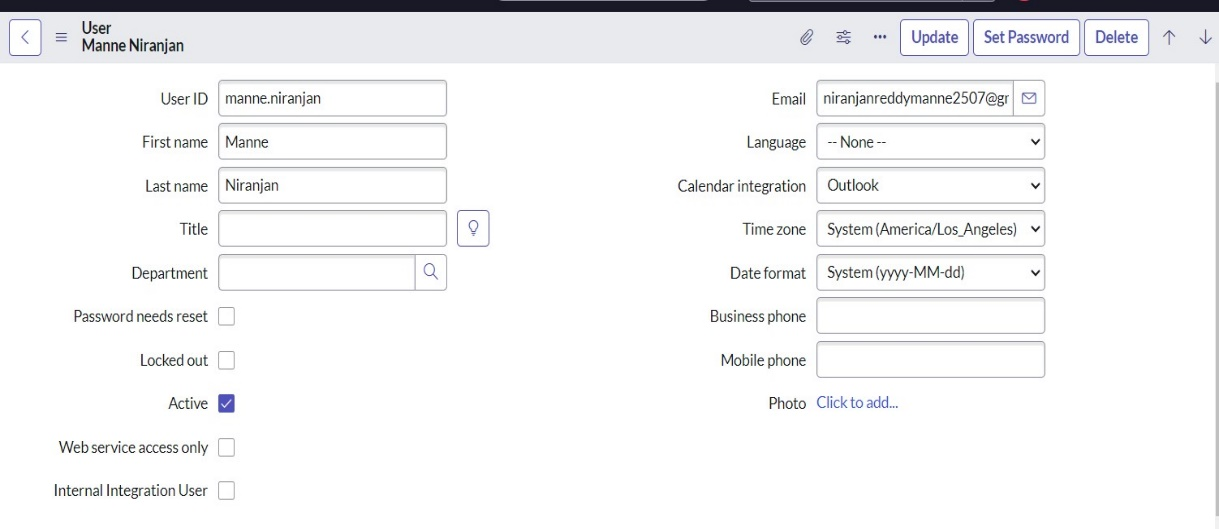 User
Manne Niranjan
Update
Set Password
Delete
User ID manne.niranjan
First name Manne
Last name Niranjan
Title
Department
Password needs reset
Locked out
Active
Web service access only
Internal Integration User
Email niranjanreddymanne2507@gr
Language -- None --
Calendar integration Outlook
Time zone System (America/Los_Angeles)
Date format System (yyyy-MM-dd)
Business phone
Mobile phone
Photo Click to add...